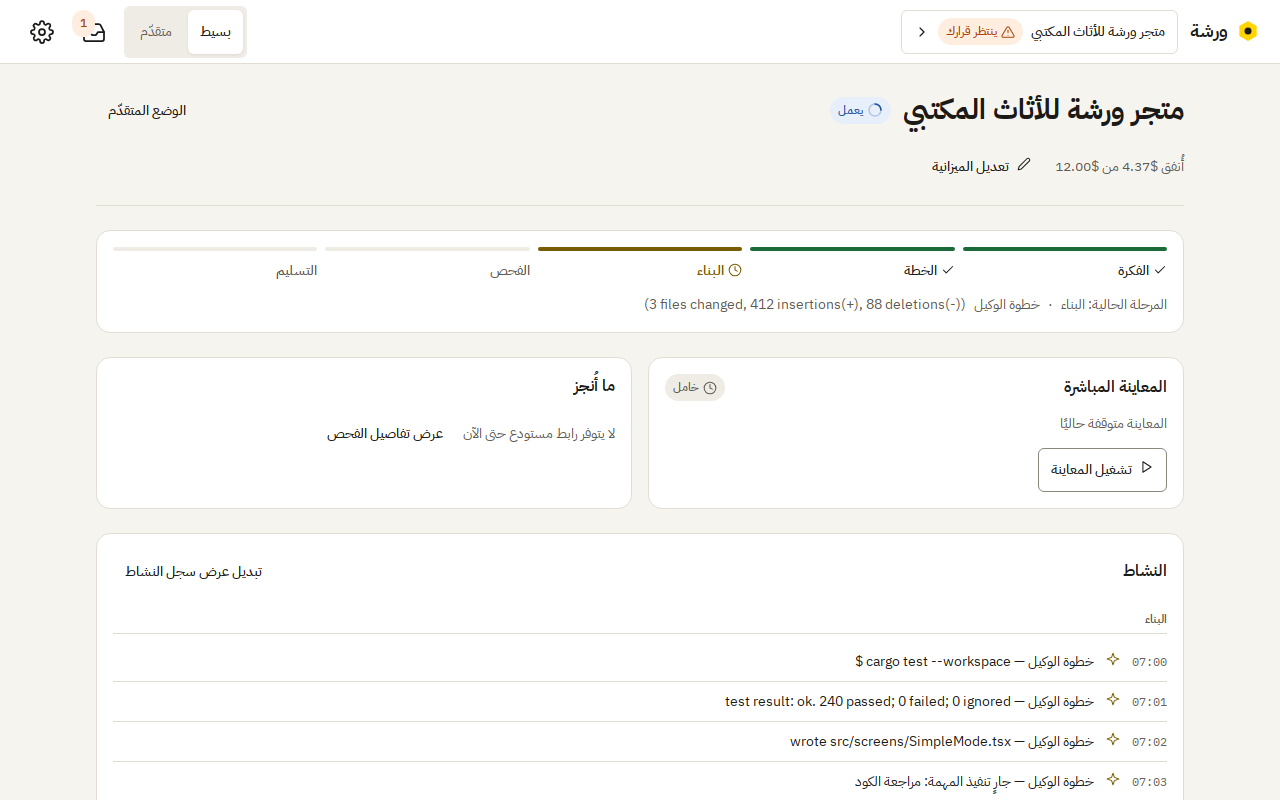 ورشة
متجر ورشة للأثاث المكتبي ينتظر قرارك
بسيط متقدّم
1
متجر ورشة للأثاث المكتبي يعمل
الوضع المتقدّم
أُنفق $4.37 من $12.00 تعديل الميزانية
الفكرة الخطة البناء الفحص التسليم
المرحلة الحالية: البناء · خطوة الوكيل (3 files changed, 412 insertions(+), 88 deletions(-))
المعاينة المباشرة خامل
المعاينة متوقفة حاليًا
تشغيل المعاينة
ما أُنجز
لا يتوفر رابط مستودع حتى الآن عرض تفاصيل الفحص
النشاط تبديل عرض سجل النشاط
البناء
07:00 خطوة الوكيل — $ cargo test --workspace
07:01 خطوة الوكيل — test result: ok. 240 passed; 0 failed; 0 ignored
07:02 خطوة الوكيل — wrote src/screens/SimpleMode.tsx
07:03 خطوة الوكيل — جارٍ تنفيذ المهمة: مراجعة الكود